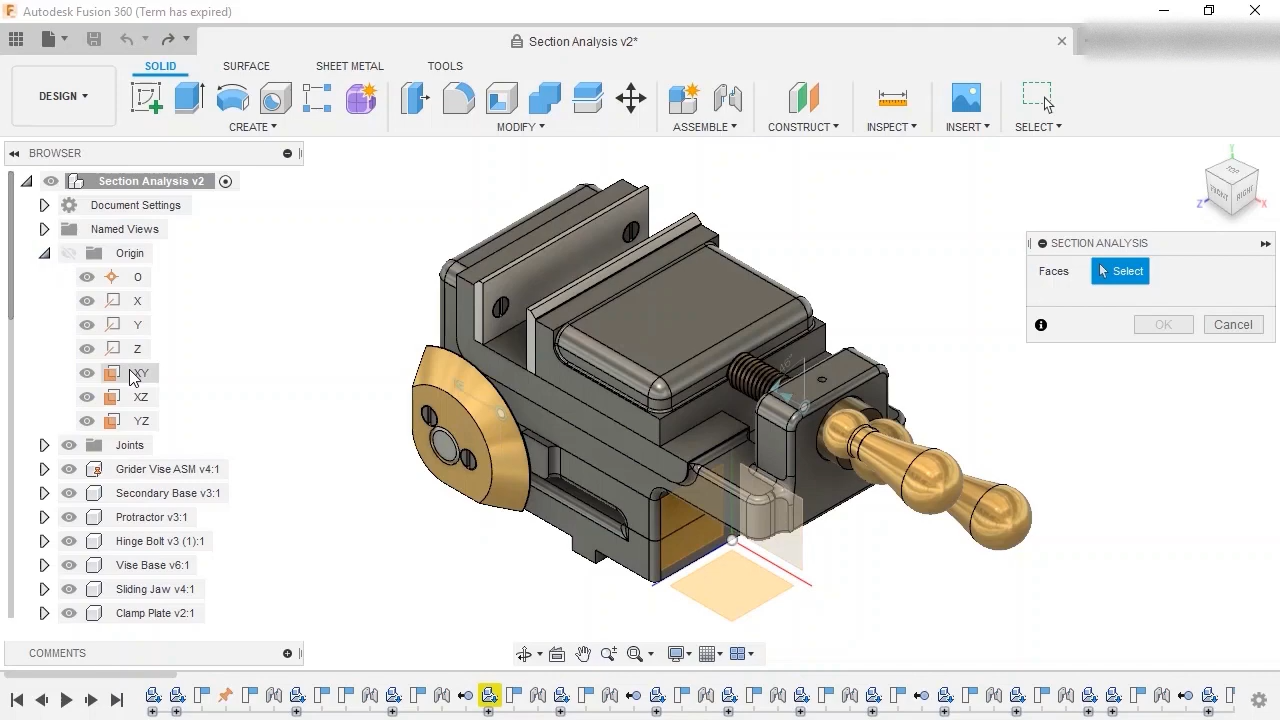 Autodesk Fusion 360 (Term has expired)
Section Analysis v2*
SOLID SURFACE SHEET METAL TOOLS
DESIGN
CREATE MODIFY ASSEMBLE CONSTRUCT INSPECT INSERT SELECT
BROWSER
Section Analysis v2
Document Settings
Named Views
Origin
O
X
Y
Z
XY
XZ
YZ
Joints
Grider Vise ASM v4:1
Secondary Base v3:1
Protractor v3:1
Hinge Bolt v3 (1):1
Vise Base v6:1
Sliding Jaw v4:1
Clamp Plate v2:1
COMMENTS
Y
TOP
FRONT RIGHT
Z X
SECTION ANALYSIS
Faces Select
OK Cancel